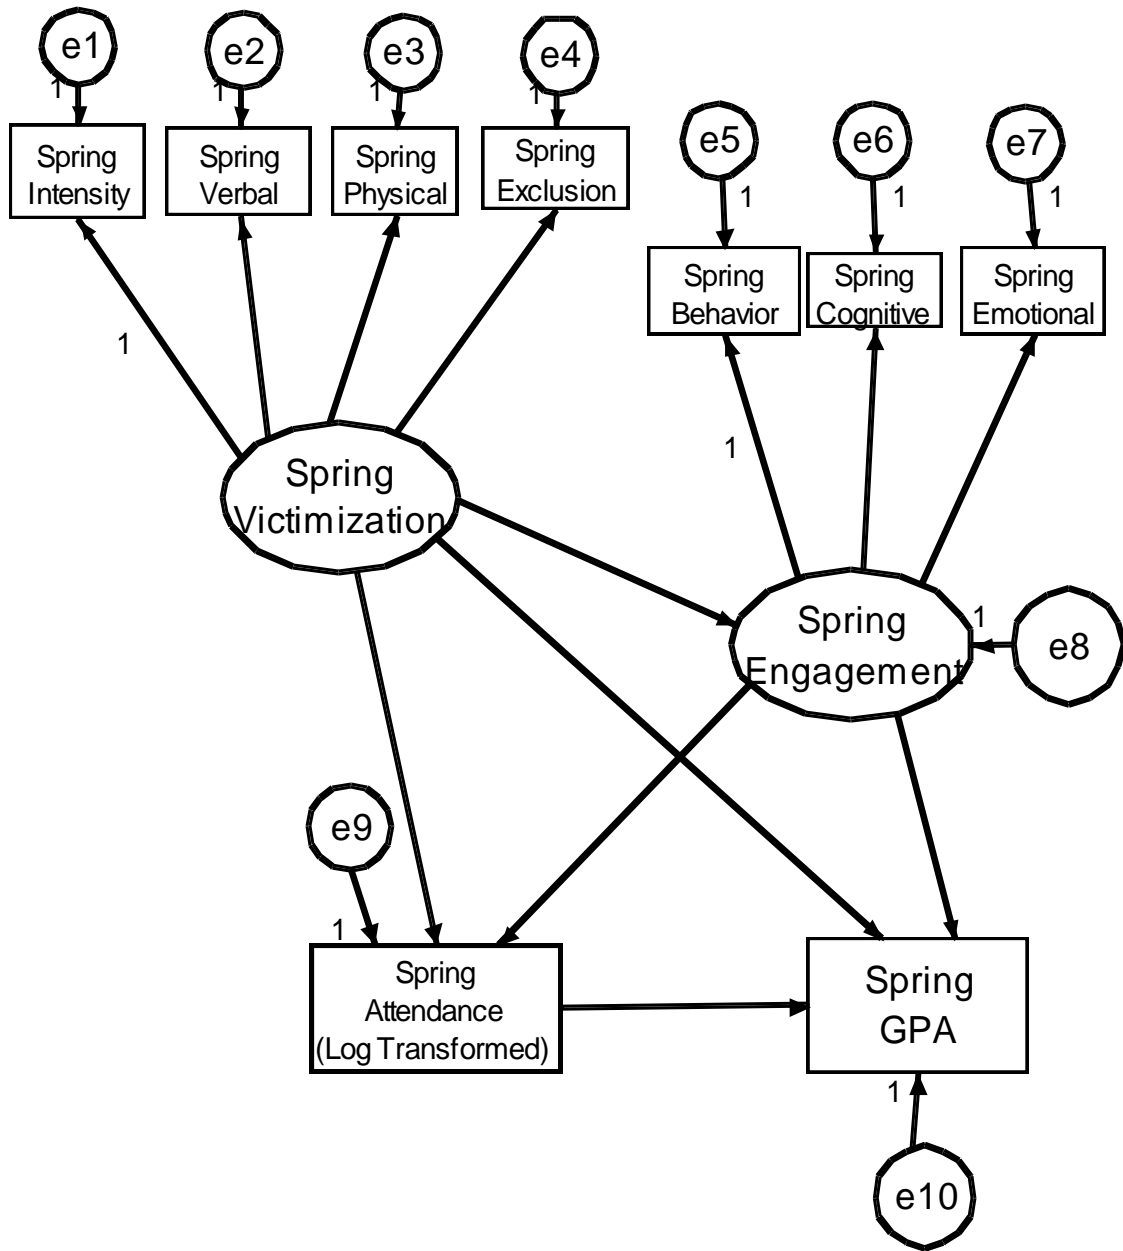 e1
e2
e3
e4
1
1
1
1
Spring
Intensity
Spring
Verbal
Spring
Physical
Spring
Exclusion
e5
e6
e7
1
1
1
Spring
Behavior
Spring
Cognitive
Spring
Emotional
1
1
Spring
Victimization
Spring
Engagement
1
e8
e9
1
Spring
Attendance
(Log Transformed)
Spring
GPA
1
e10